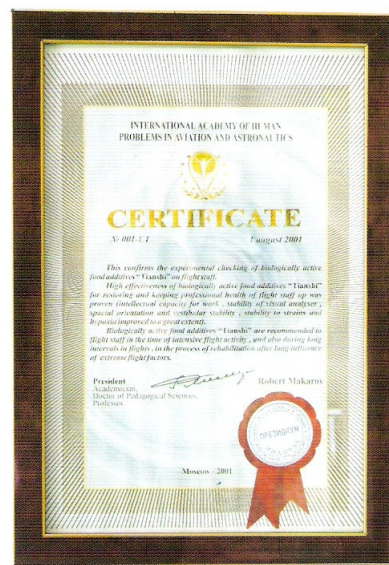 INTERNATIONAL ACADEMY OF HUMAN
PROBLEMS IN AVIATION AND ASTRONAUTICS
CERTIFICATE
№ 001-UT 1 august 2001
This confirms the experimental checking of biologically active
food additives "Tianshi" on flight staff.
High effectiveness of biologically active food additives "Tianshi"
for restoring and keeping professional health of flight staff up was
proven (intellectual capacity for work , stability of visual analyser ,
spacial orientation and vestibular stability , stability to strains and
hypoxia improved to a great extent).
Biologically active food additives "Tianshi" are recommended to
flight staff in the time of intensive flight activity , and also during long
intervals in flights , in the process of rehabilitation after long influence
of extreme flight factors.
President Robert Makarov
Academician,
Doctor of Pedagogical Sciences,
Professor
ПРЕЗИДИУМ
Moscow - 2001